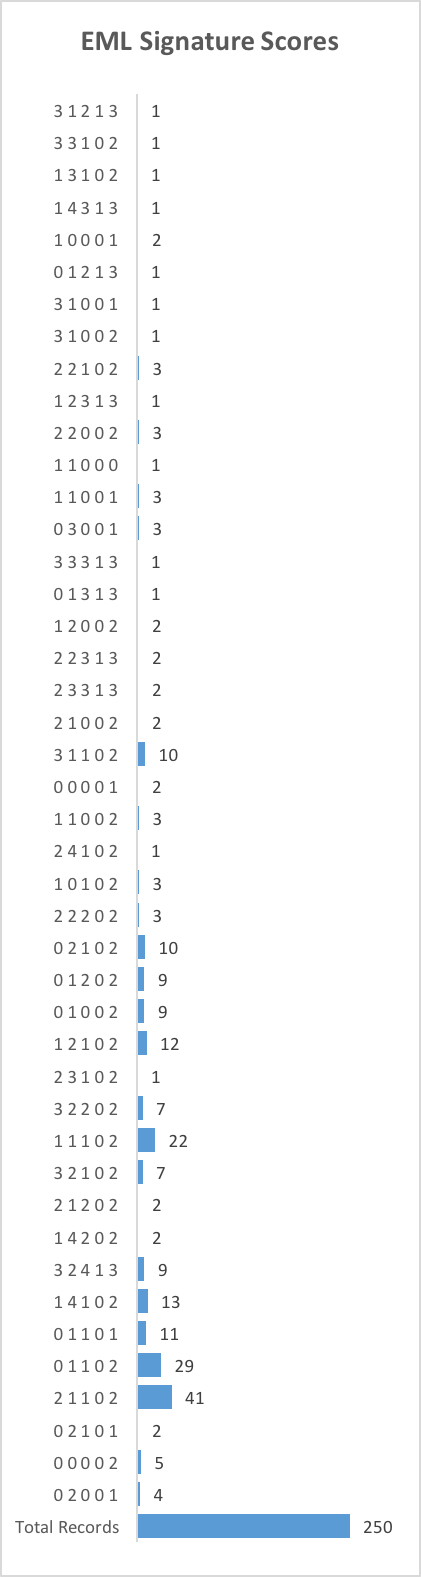 EML Signature Scores
3 1 2 1 3 1
3 3 1 0 2 1
1 3 1 0 2 1
1 4 3 1 3 1
1 0 0 0 1 2
0 1 2 1 3 1
3 1 0 0 1 1
3 1 0 0 2 1
2 2 1 0 2 3
1 2 3 1 3 1
2 2 0 0 2 3
1 1 0 0 0 1
1 1 0 0 1 3
0 3 0 0 1 3
3 3 3 1 3 1
0 1 3 1 3 1
1 2 0 0 2 2
2 2 3 1 3 2
2 3 3 1 3 2
2 1 0 0 2 2
3 1 1 0 2 10
0 0 0 0 1 2
1 1 0 0 2 3
2 4 1 0 2 1
1 0 1 0 2 3
2 2 2 0 2 3
0 2 1 0 2 10
0 1 2 0 2 9
0 1 0 0 2 9
1 2 1 0 2 12
2 3 1 0 2 1
3 2 2 0 2 7
1 1 1 0 2 22
3 2 1 0 2 7
2 1 2 0 2 2
1 4 2 0 2 2
3 2 4 1 3 9
1 4 1 0 2 13
0 1 1 0 1 11
0 1 1 0 2 29
2 1 1 0 2 41
0 2 1 0 1 2
0 0 0 0 2 5
0 2 0 0 1 4
Total Records 250